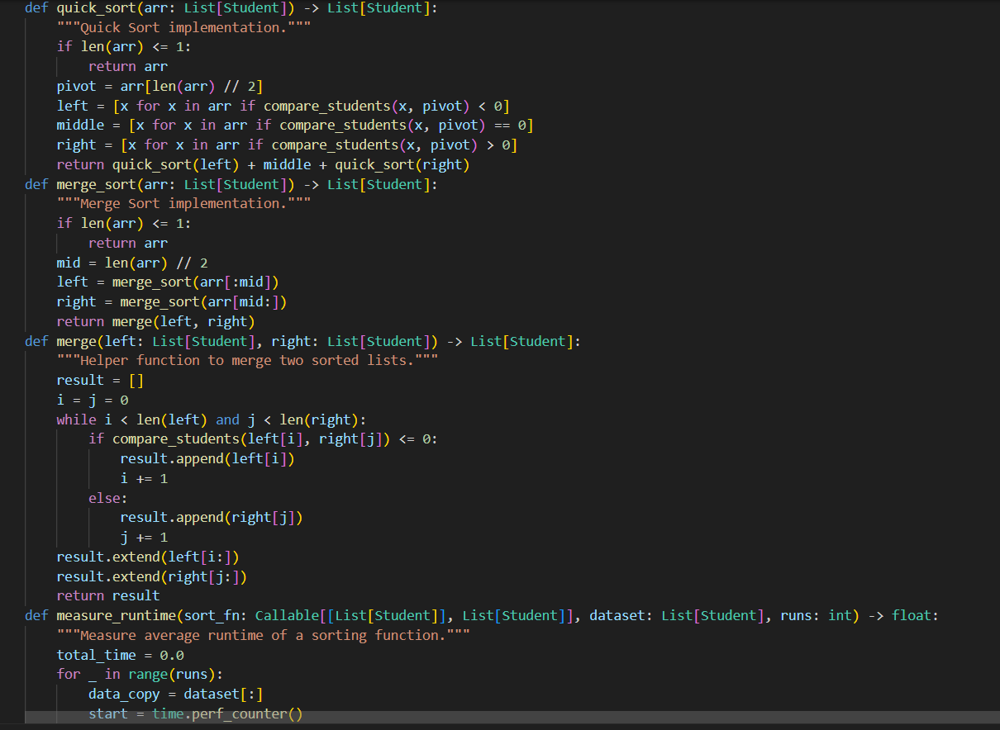 def quick_sort(arr: List[Student]) -> List[Student]:
    """Quick Sort implementation."""
    if len(arr) <= 1:
        return arr
    pivot = arr[len(arr) // 2]
    left = [x for x in arr if compare_students(x, pivot) < 0]
    middle = [x for x in arr if compare_students(x, pivot) == 0]
    right = [x for x in arr if compare_students(x, pivot) > 0]
    return quick_sort(left) + middle + quick_sort(right)
def merge_sort(arr: List[Student]) -> List[Student]:
    """Merge Sort implementation."""
    if len(arr) <= 1:
        return arr
    mid = len(arr) // 2
    left = merge_sort(arr[:mid])
    right = merge_sort(arr[mid:])
    return merge(left, right)
def merge(left: List[Student], right: List[Student]) -> List[Student]:
    """Helper function to merge two sorted lists."""
    result = []
    i = j = 0
    while i < len(left) and j < len(right):
        if compare_students(left[i], right[j]) <= 0:
            result.append(left[i])
            i += 1
        else:
            result.append(right[j])
            j += 1
    result.extend(left[i:])
    result.extend(right[j:])
    return result
def measure_runtime(sort_fn: Callable[[List[Student]], List[Student]], dataset: List[Student], runs: int) -> float:
    """Measure average runtime of a sorting function."""
    total_time = 0.0
    for _ in range(runs):
        data_copy = dataset[:]
        start = time.perf_counter()